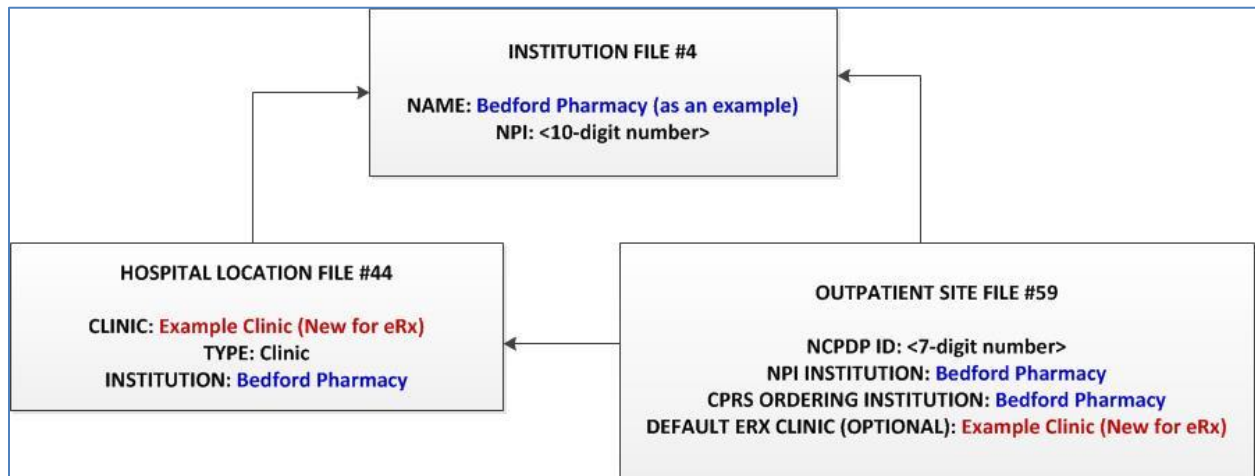 INSTITUTION FILE #4
NAME: Bedford Pharmacy (as an example)
NPI: <10-digit number>
HOSPITAL LOCATION FILE #44
CLINIC: Example Clinic (New for eRx)
TYPE: Clinic
INSTITUTION: Bedford Pharmacy
OUTPATIENT SITE FILE #59
NCPDP ID: <7-digit number>
NPI INSTITUTION: Bedford Pharmacy
CPRS ORDERING INSTITUTION: Bedford Pharmacy
DEFAULT ERX CLINIC (OPTIONAL): Example Clinic (New for eRx)